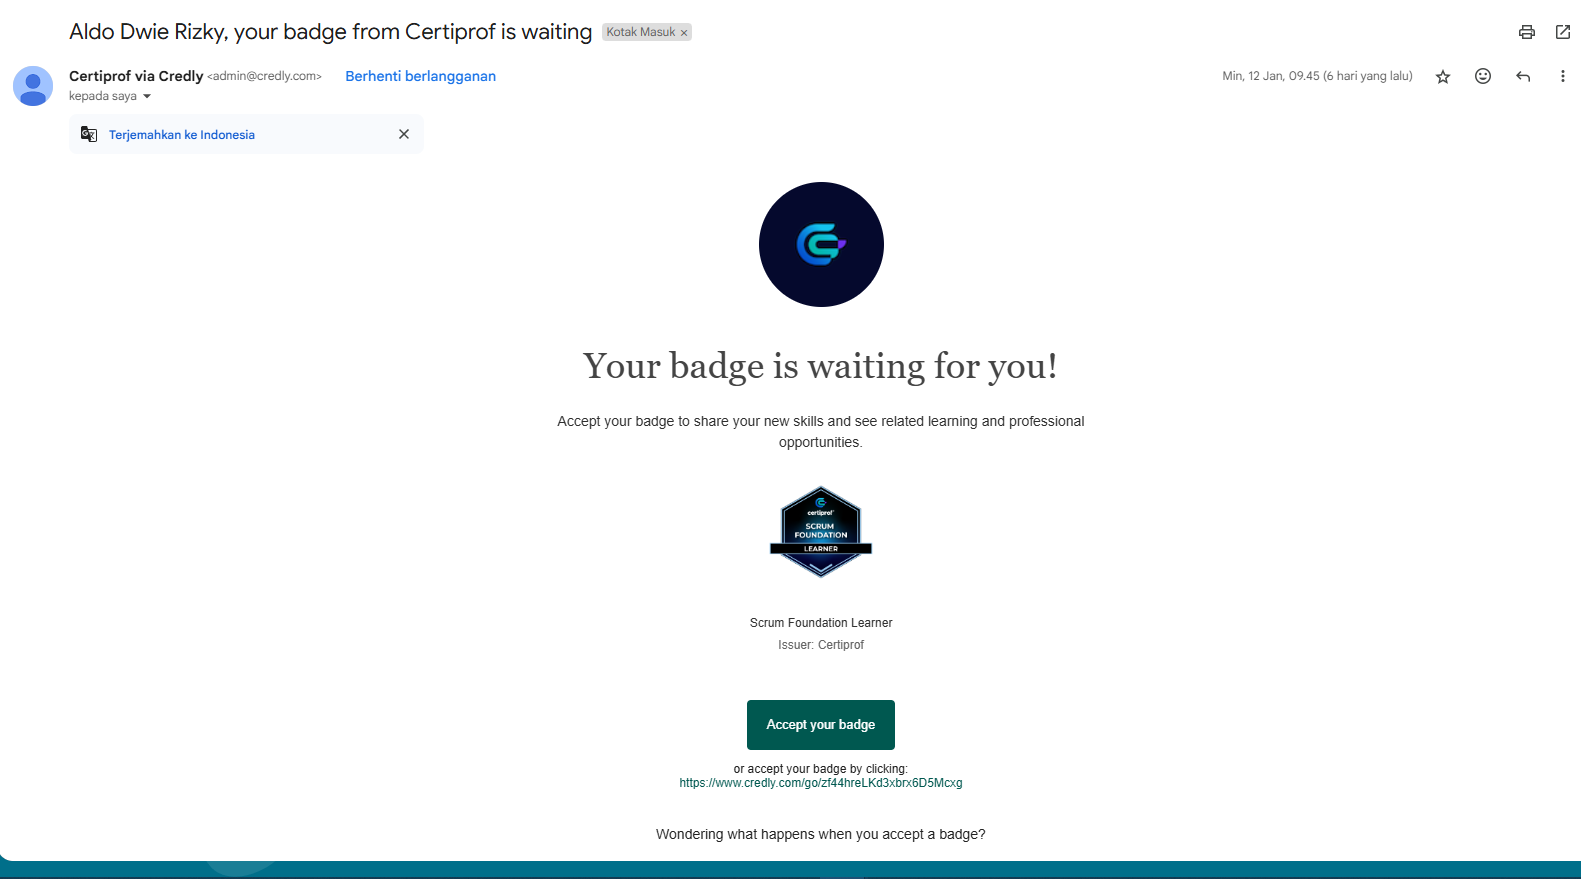 Aldo Dwie Rizky, your badge from Certiprof is waiting Kotak Masuk ×
Certiprof via Credly <admin@credly.com> Berhenti berlangganan Min, 12 Jan, 09.45 (6 hari yang lalu)
kepada saya
Terjemahkan ke Indonesia
Your badge is waiting for you!
Accept your badge to share your new skills and see related learning and professional
opportunities.
certiprof
SCRUM
FOUNDATION
LEARNER
Scrum Foundation Learner
Issuer: Certiprof
Accept your badge
or accept your badge by clicking:
https://www.credly.com/go/zf44hreLKd3xbrx6D5Mcxg
Wondering what happens when you accept a badge?